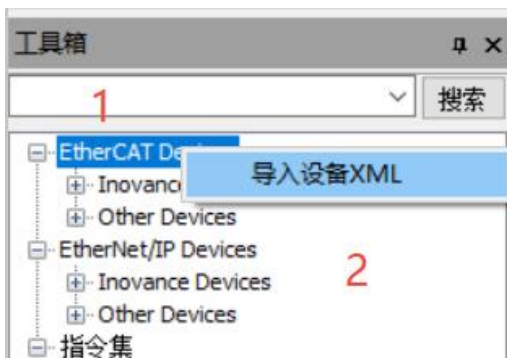 工具箱
1
搜索
EtherCAT De
导入设备XML
Inovance
Other Devices
EtherNet/IP Devices
2
Inovance Devices
Other Devices
指令集